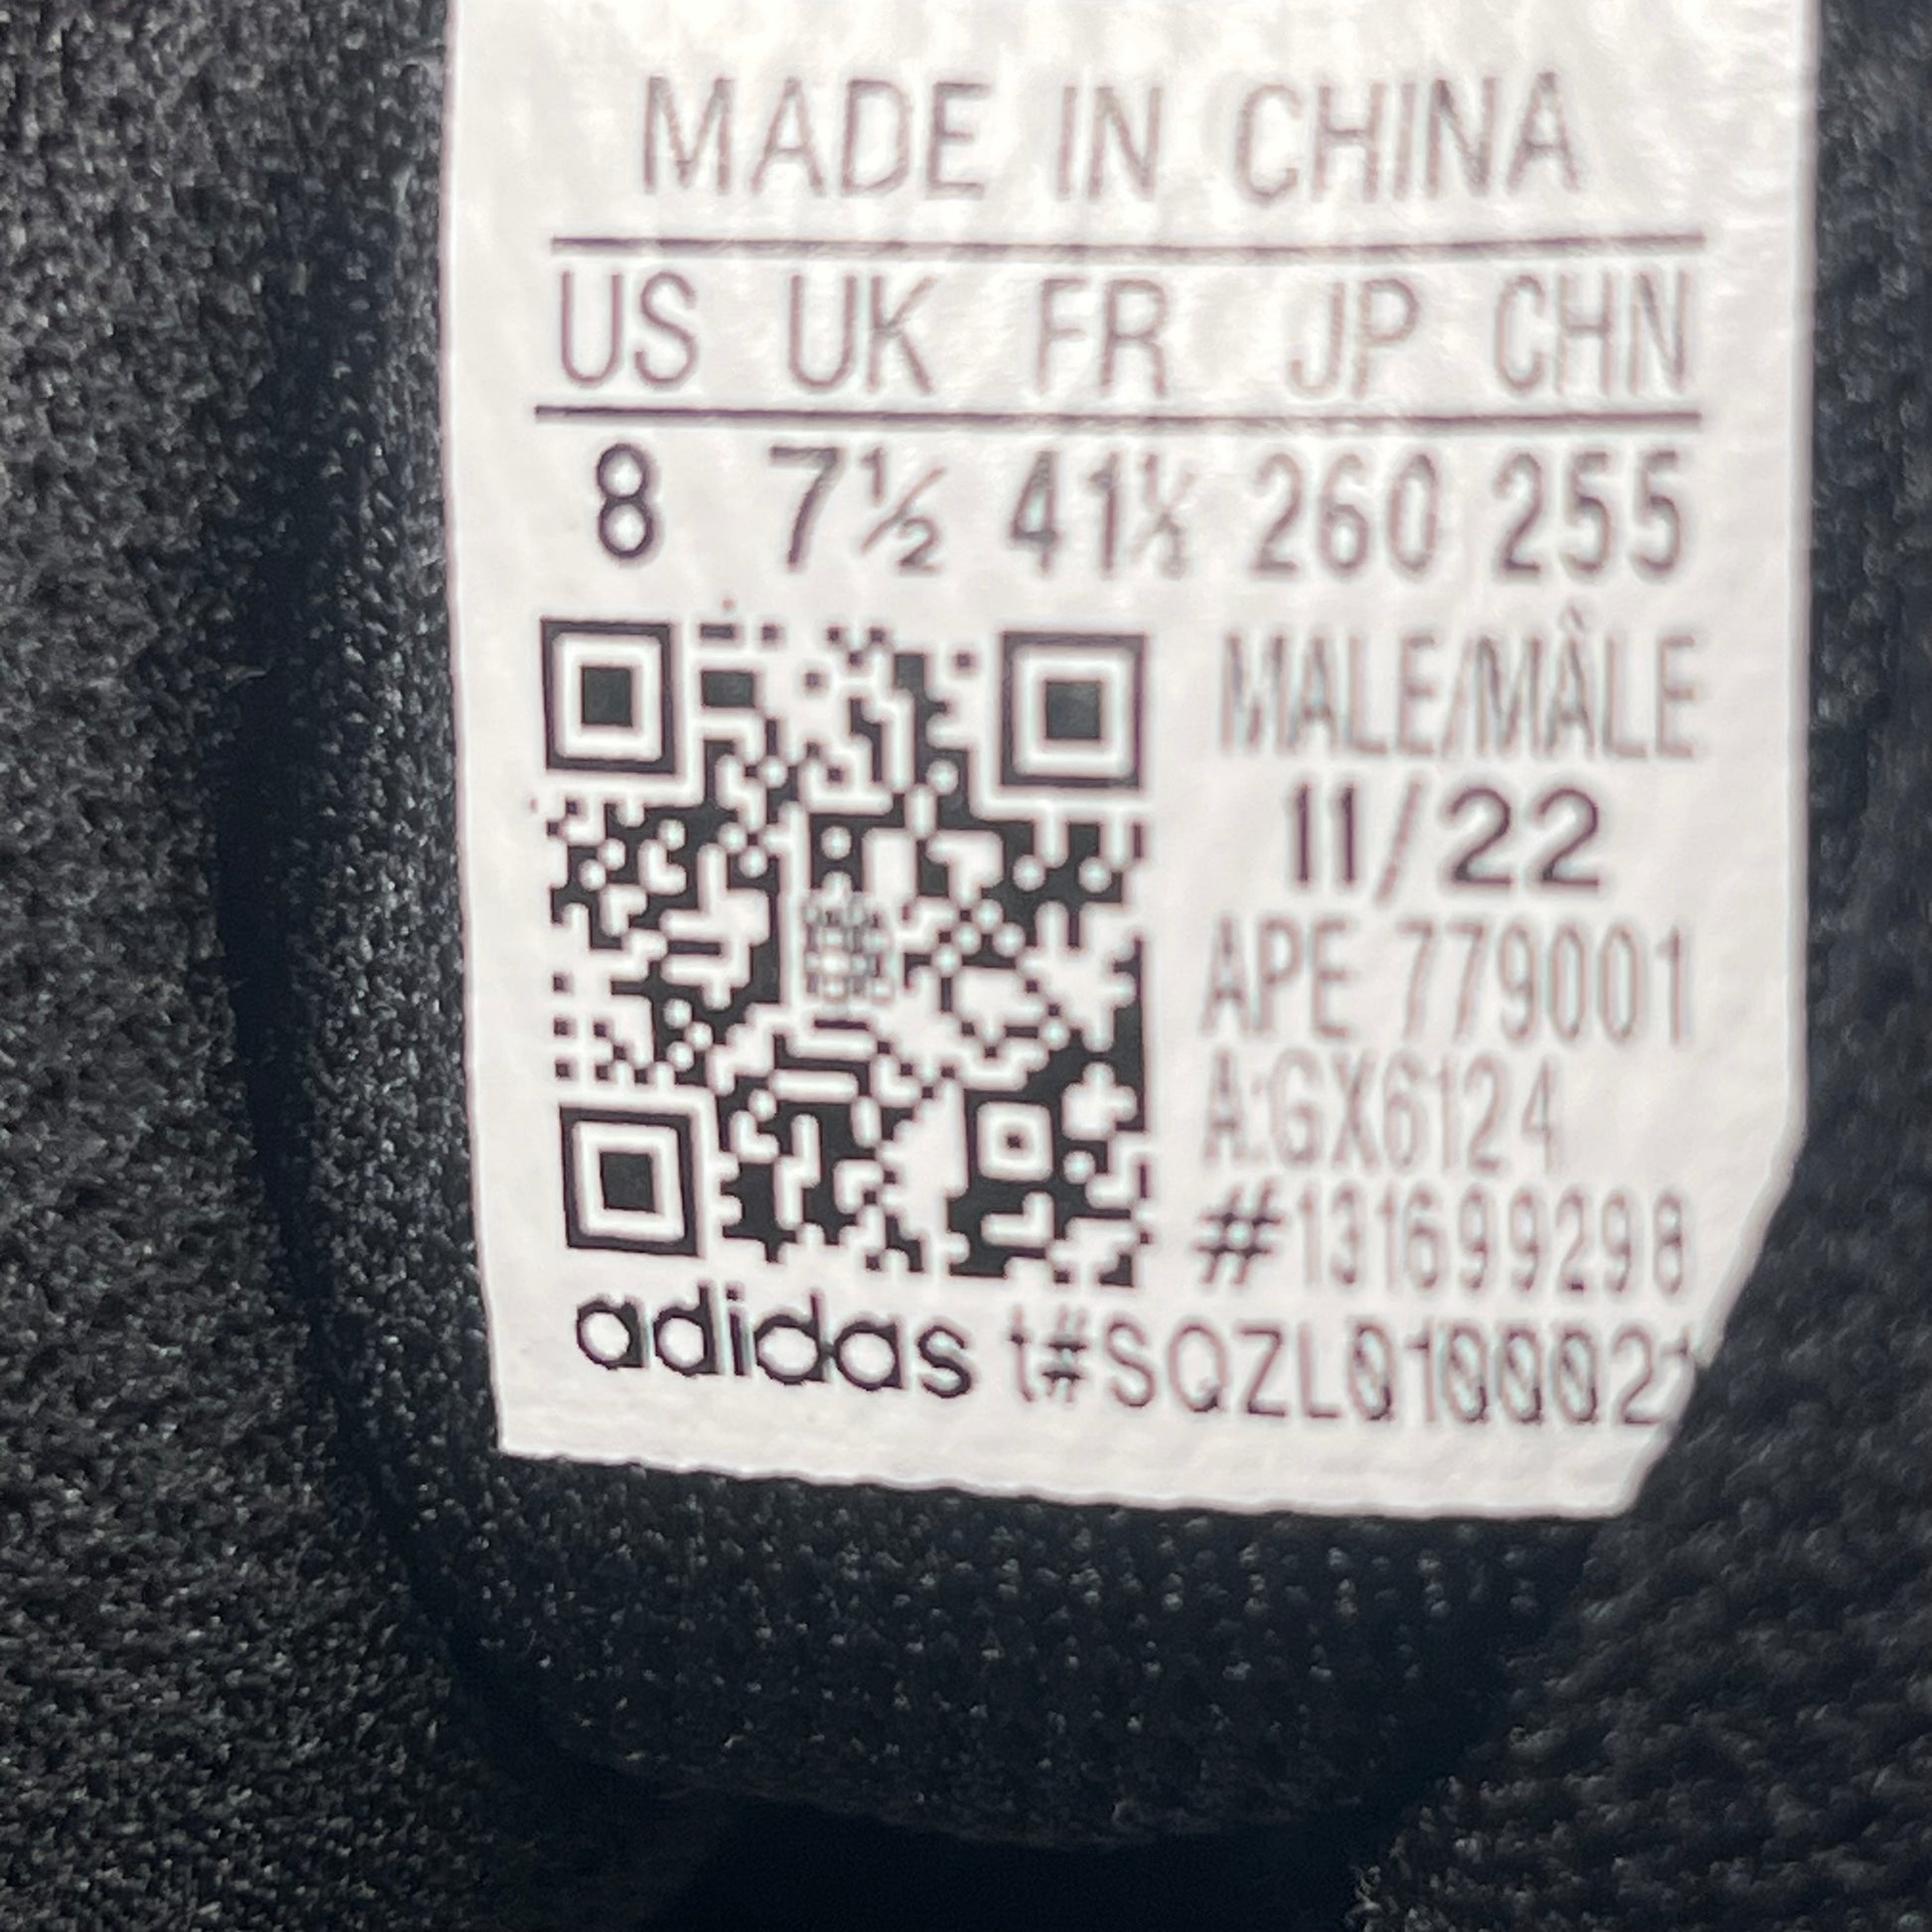 MADE IN CHINA
US UK FR JP CHN
8 7½ 41⅓ 260 255
MALE/MÂLE
11/22
APE 779001
A:GX6124
#131699298
adidas t#SQZL01000021